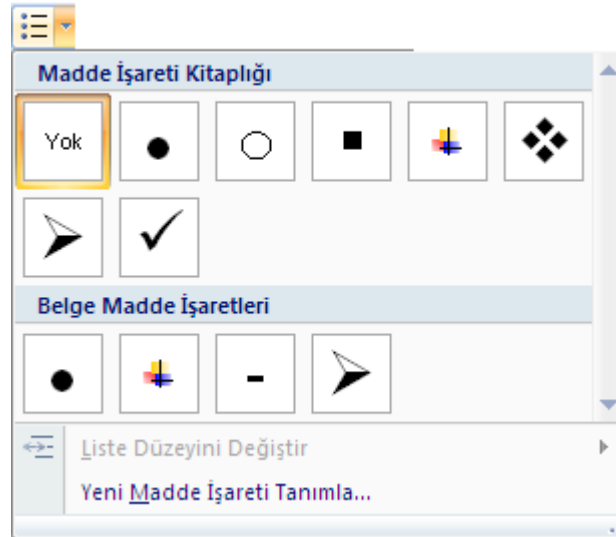 Madde İşareti Kitaplığı
Yok
Belge Madde İşaretleri
Liste Düzeyini Değiştir
Yeni Madde İşareti Tanımla...